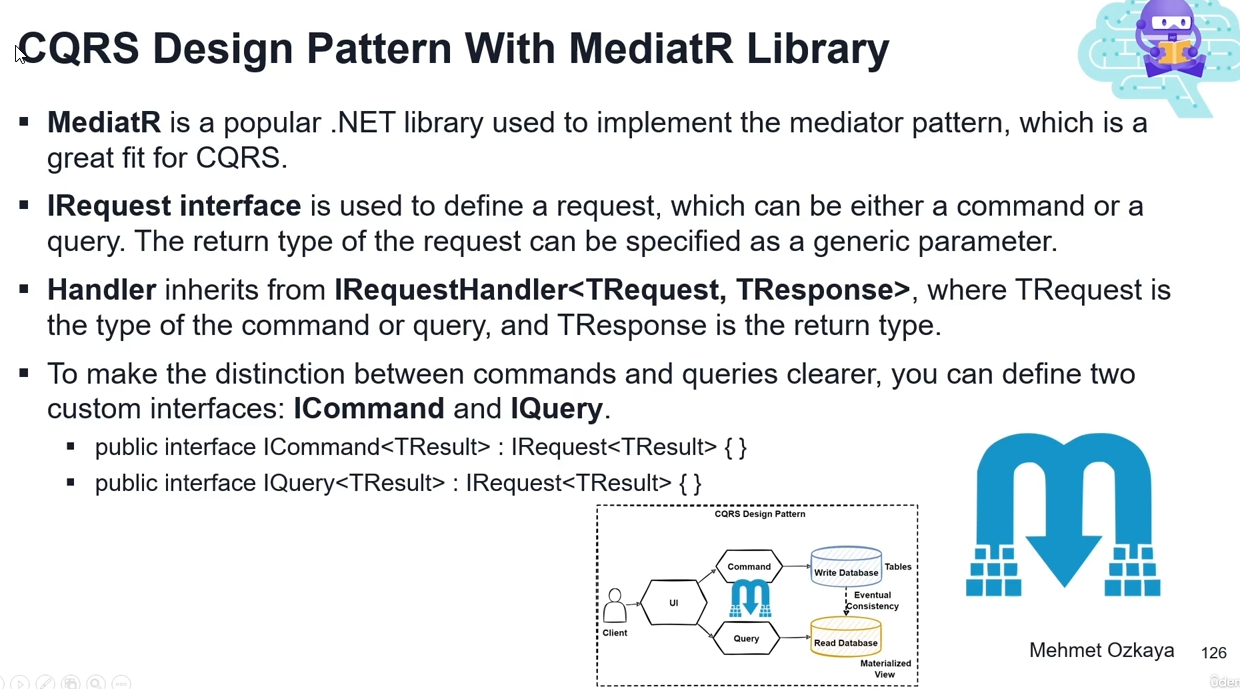 CQRS Design Pattern With MediatR Library
▪ MediatR is a popular .NET library used to implement the mediator pattern, which is a
great fit for CQRS.
▪ IRequest interface is used to define a request, which can be either a command or a
query. The return type of the request can be specified as a generic parameter.
▪ Handler inherits from IRequestHandler<TRequest, TResponse>, where TRequest is
the type of the command or query, and TResponse is the return type.
▪ To make the distinction between commands and queries clearer, you can define two
custom interfaces: ICommand and IQuery.
▪ public interface ICommand<TResult> : IRequest<TResult> { }
▪ public interface IQuery<TResult> : IRequest<TResult> { }
CQRS Design Pattern
Command
Write Database
Tables
UI
Eventual
Consistency
Client
Query
Read Database
Materialized
View
Mehmet Ozkaya
126